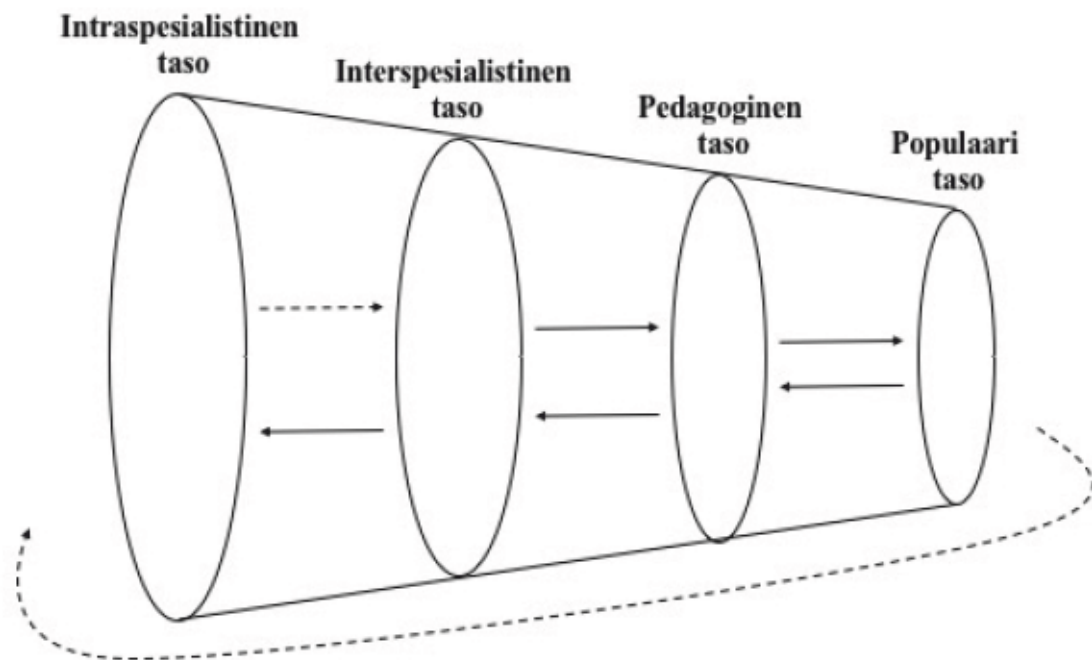 Intraspesialistinen
taso
Interspesialistinen
taso
Pedagoginen
taso
Populaari
taso